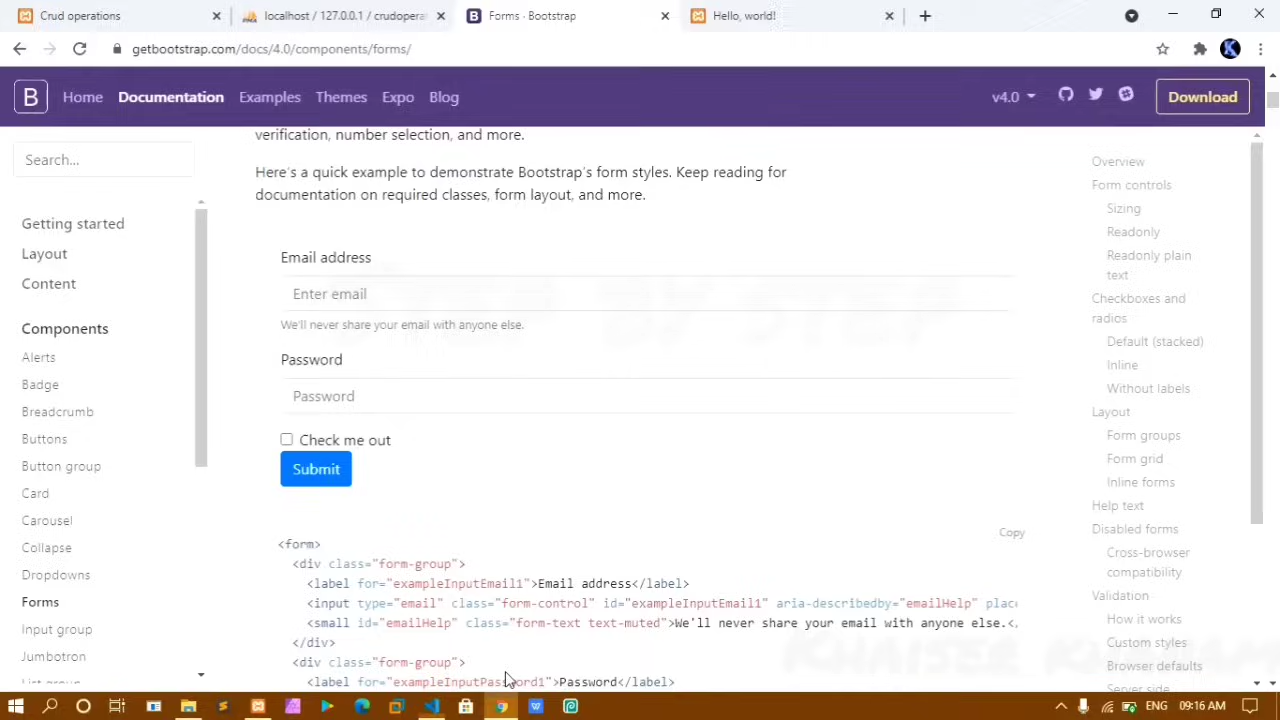 Crud operations
localhost / 127.0.0.1 / crudopera
Forms · Bootstrap
Hello, world!
getbootstrap.com/docs/4.0/components/forms/
B
Home
Documentation
Examples
Themes
Expo
Blog
v4.0
Download
Search...
Getting started
Layout
Content
Components
Alerts
Badge
Breadcrumb
Buttons
Button group
Card
Carousel
Collapse
Dropdowns
Forms
Input group
Jumbotron
List group
verification, number selection, and more.
Here's a quick example to demonstrate Bootstrap's form styles. Keep reading for
documentation on required classes, form layout, and more.
Email address
Enter email
We'll never share your email with anyone else.
Password
Password
Check me out
Submit
Copy
<form>
<div class="form-group">
<label for="exampleInputEmail1">Email address</label>
<input type="email" class="form-control" id="exampleInputEmail1" aria-describedby="emailHelp" plac
<small id="emailHelp" class="form-text text-muted">We'll never share your email with anyone else.<
</div>
<div class="form-group">
<label for="exampleInputPassword1">Password</label>
Overview
Form controls
Sizing
Readonly
Readonly plain
text
Checkboxes and
radios
Default (stacked)
Inline
Without labels
Layout
Form groups
Form grid
Inline forms
Help text
Disabled forms
Cross-browser
compatibility
Validation
How it works
Custom styles
Browser defaults
Server side
STEP BY STEP
ENG
09:16 AM